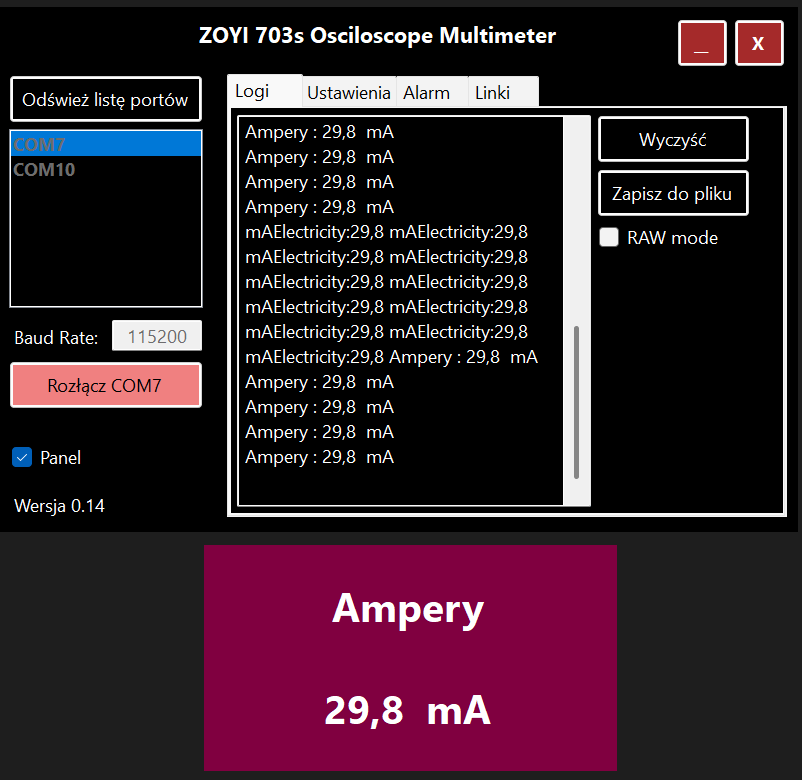 ZOYI 703s Osciloscope Multimeter
_
X
Odśwież listę portów
COM7
COM10
Baud Rate: 115200
Rozłącz COM7
Panel
Wersja 0.14
Logi Ustawienia Alarm Linki
Ampery : 29,8 mA
Ampery : 29,8 mA
Ampery : 29,8 mA
Ampery : 29,8 mA
mAElectricity:29,8 mAElectricity:29,8
mAElectricity:29,8 mAElectricity:29,8
mAElectricity:29,8 mAElectricity:29,8
mAElectricity:29,8 mAElectricity:29,8
mAElectricity:29,8 mAElectricity:29,8
mAElectricity:29,8 Ampery : 29,8 mA
Ampery : 29,8 mA
Ampery : 29,8 mA
Ampery : 29,8 mA
Ampery : 29,8 mA
Wyczyść
Zapisz do pliku
RAW mode
Ampery
29,8 mA